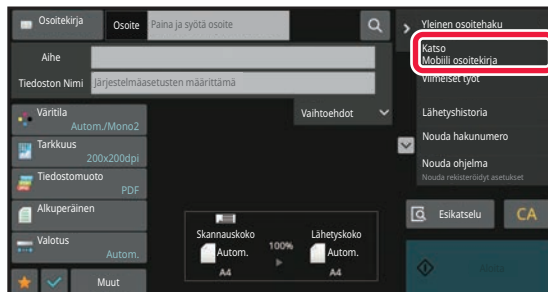 Osoitekirja
Osoite
Paina ja syötä osoite
Aihe
Tiedoston Nimi
Järjestelmäasetusten määrittämä
Väritila
Autom./Mono2
Tarkkuus
200x200dpi
Tiedostomuoto
PDF
Alkuperäinen
Valotus
Autom.
Muut
Vaihtoehdot
Skannauskoko
Autom.
A4
100%
Lähetyskoko
Autom.
A4
Yleinen osoitehaku
Katso
Mobiili osoitekirja
Viimeiset työt
Lähetyshistoria
Nouda hakunumero
Nouda ohjelma
Nouda rekisteröidyt asetukset
Esikatselu
CA